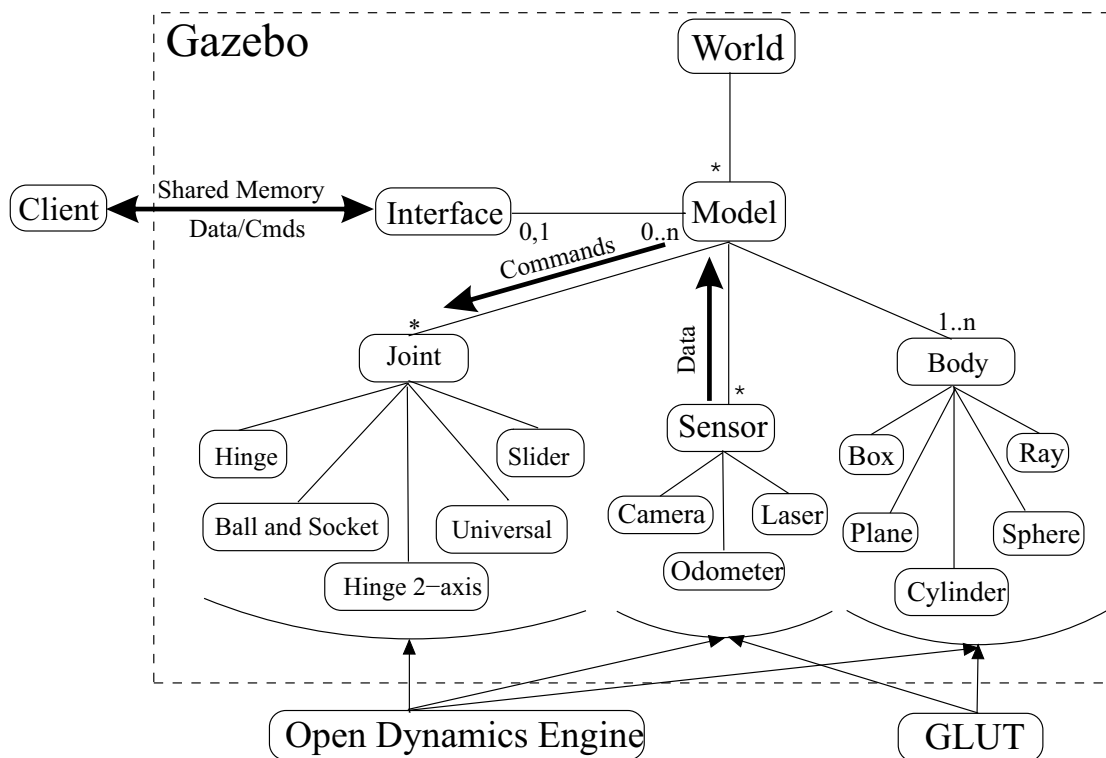 Gazebo
World
*
Client
Shared Memory
Data/Cmds
Interface
0,1
0..n
Model
Commands
Data
*
Joint
*
Sensor
1..n
Body
Hinge
Slider
Ball and Socket
Universal
Hinge 2−axis
Camera
Laser
Odometer
Box
Ray
Plane
Sphere
Cylinder
Open Dynamics Engine
GLUT